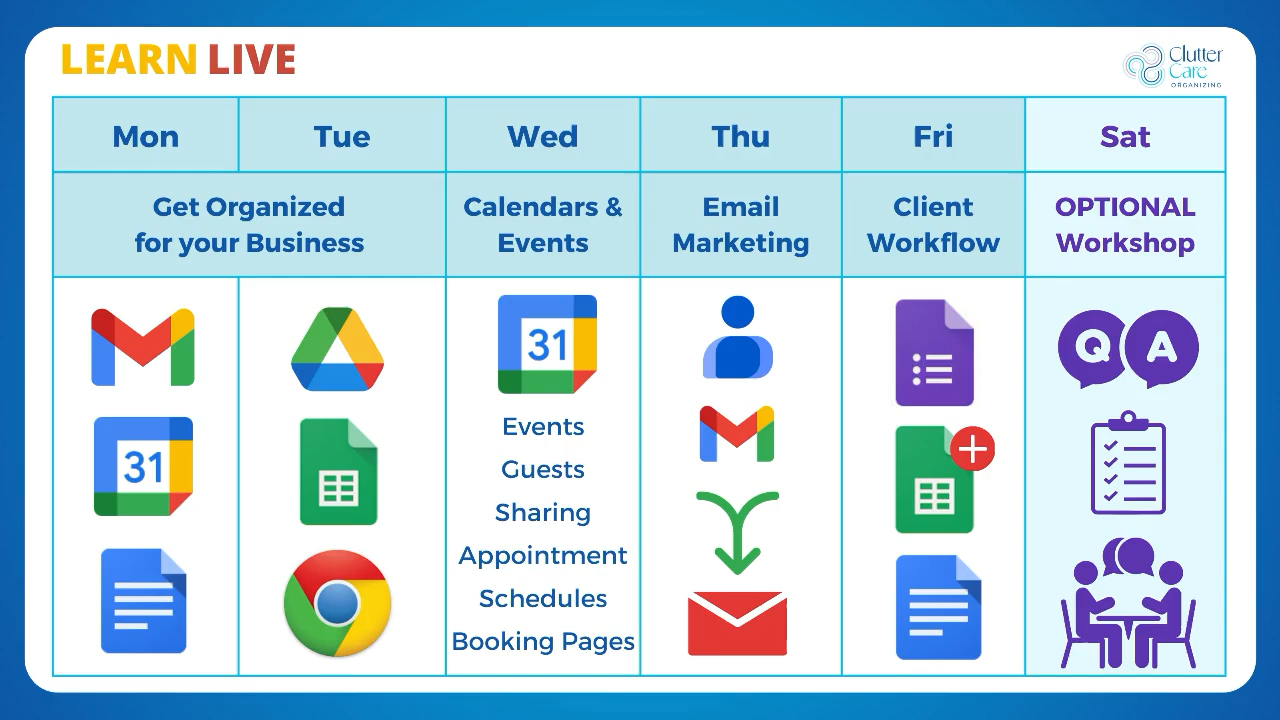 LEARN LIVE
Clutter
Care
ORGANIZING
Mon
Tue
Wed
Thu
Fri
Sat
Get Organized
for your Business
Calendars &
Events
Email
Marketing
Client
Workflow
OPTIONAL
Workshop
31
31
Events
Guests
Sharing
Appointment
Schedules
Booking Pages
Q A